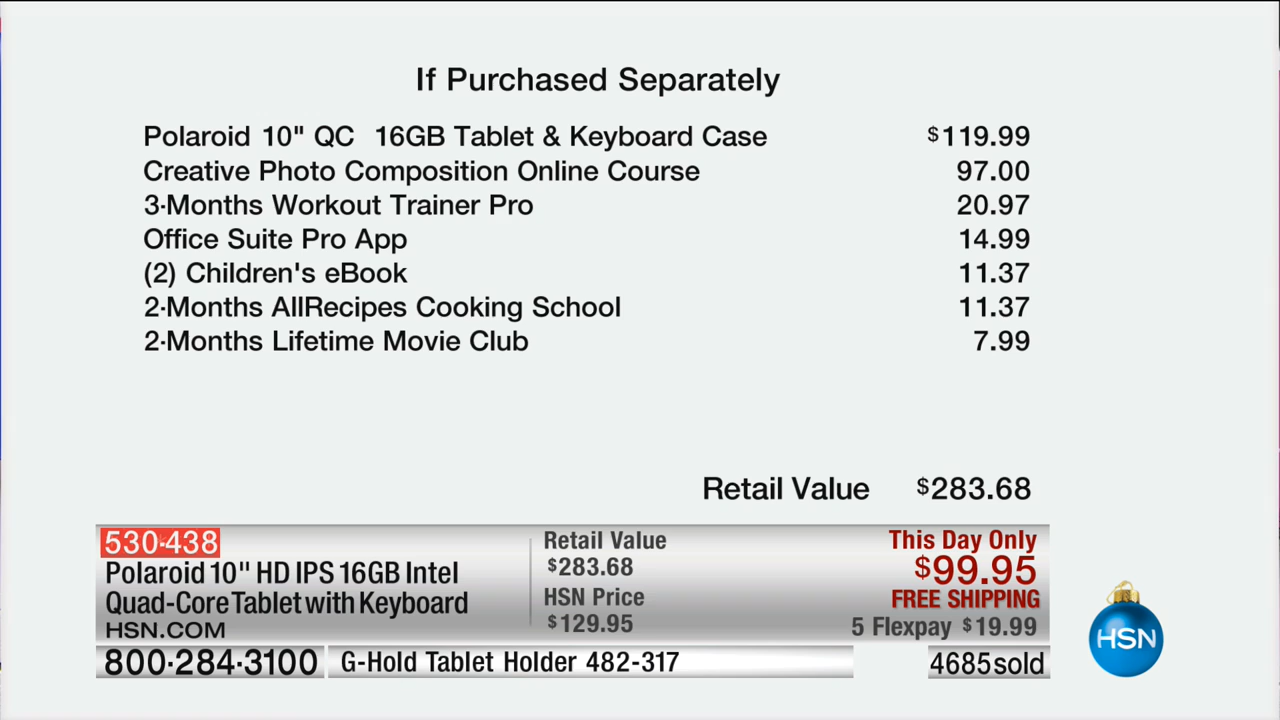 If Purchased Separately
Polaroid 10" QC 16GB Tablet & Keyboard Case $119.99
Creative Photo Composition Online Course 97.00
3-Months Workout Trainer Pro 20.97
Office Suite Pro App 14.99
(2) Children's eBook 11.37
2-Months AllRecipes Cooking School 11.37
2-Months Lifetime Movie Club 7.99
Retail Value $283.68
530-438
Polaroid 10" HD IPS 16GB Intel
Quad-Core Tablet with Keyboard
HSN.COM
Retail Value
$283.68
HSN Price
$129.95
This Day Only
$99.95
FREE SHIPPING
5 Flexpay $19.99
HSN
800-284-3100 G-Hold Tablet Holder 482-317 4685sold